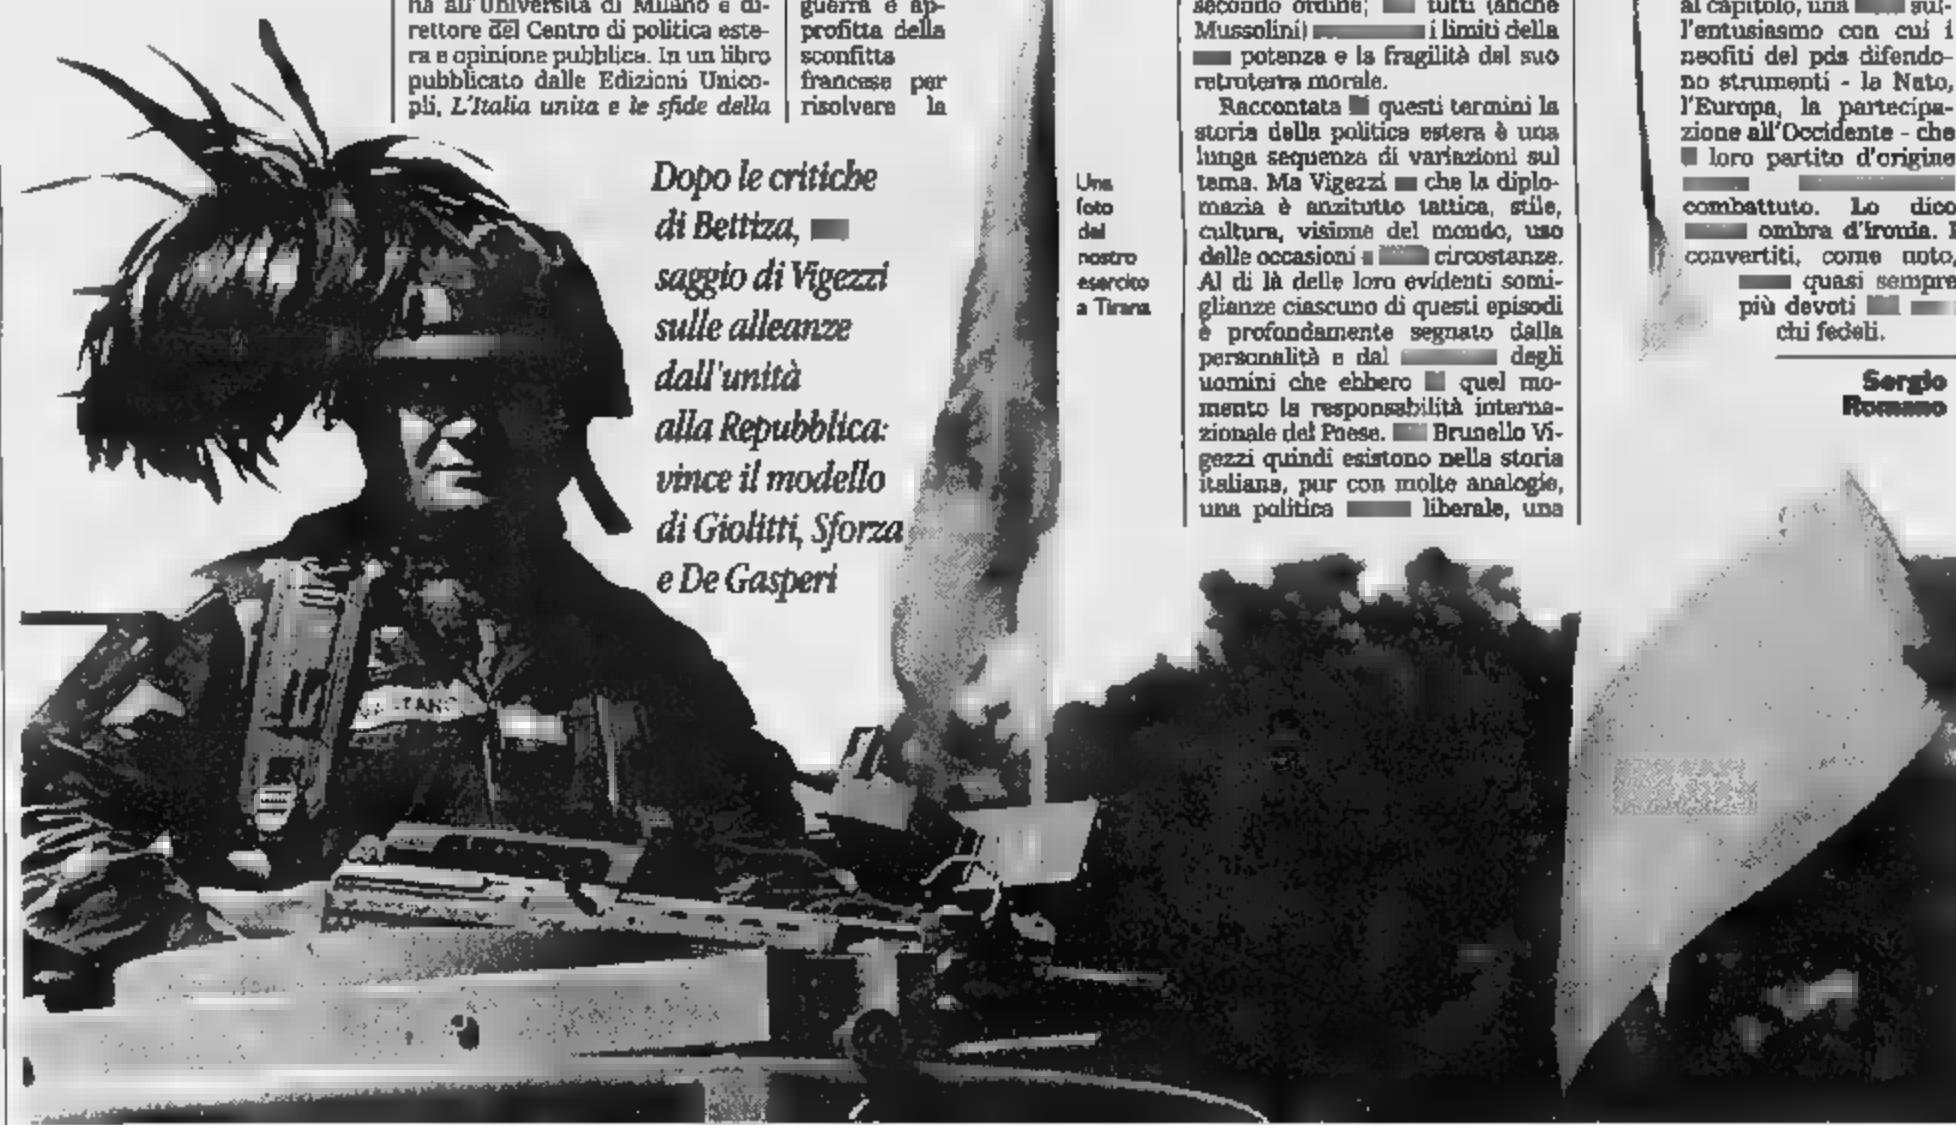 na all'Università di Milano e di-
rettore del Centro di politica este-
ra e opinione pubblica. In un libro
pubblicato dalle Edizioni Unico-
pli, L'Italia unita e le sfide della
guerra e ap-
profitta della
sconfitta
francese per
risolvere la
Dopo le critiche
di Bettiza,
saggio di Vigezzi
sulle alleanze
dall'unità
alla Repubblica:
vince il modello
di Giolitti, Sforza
e De Gasperi
Una
foto
del
nostro
esercito
a Tirana
secondo ordine; tutti (anche
Mussolini) i limiti della
potenza e la fragilità del suo
retroterra morale.
Raccontata questi termini la
storia della politica estera è una
lunga sequenza di variazioni sul
tema. Ma Vigezzi che la diplo-
mazia è anzitutto tattica, stile,
cultura, visione del mondo, uso
delle occasioni e circostanze.
Al di là delle loro evidenti somi-
glianze ciascuno di questi episodi
è profondamente segnato dalla
personalità e dal degli
uomini che ebbero quel mo-
mento la responsabilità interna-
zionale del Paese. Brunello Vi-
gezzi quindi esistono nella storia
italiana, pur con molte analogie,
una politica liberale, una
al capitolo, una sul-
l'entusiasmo con cui i
neofiti del pds difendo-
no strumenti - la Nato,
l'Europa, la partecipa-
zione all'Occidente - che
loro partito d'origine
combattuto. Lo dico
ombra d'ironia. I
convertiti, come noto,
quasi sempre
più devoti
chi fedeli.
Sergio
Romano